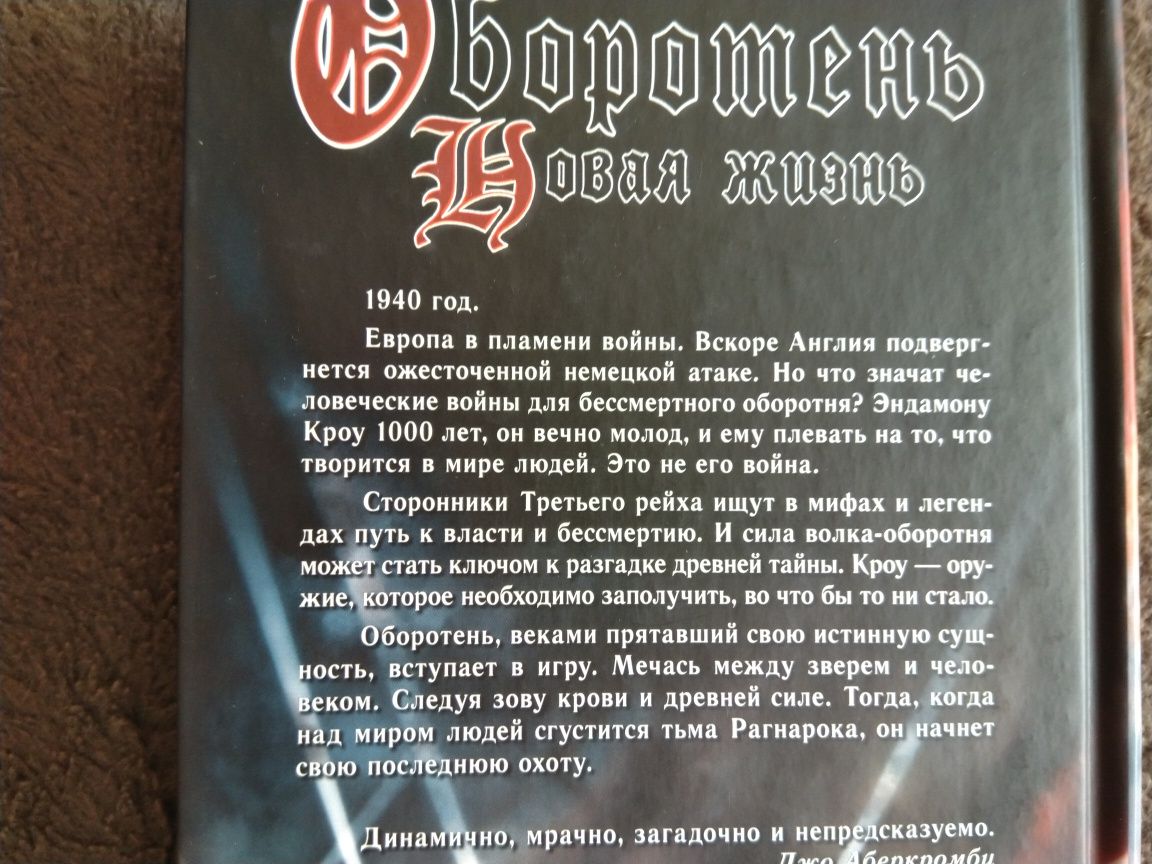 Оборотень
Новая жизнь
1940 год.
Европа в пламени войны. Вскоре Англия подверг-
нется ожесточенной немецкой атаке. Но что значат че-
ловеческие войны для бессмертного оборотня? Эндамону
Кроу 1000 лет, он вечно молод, и ему плевать на то, что
творится в мире людей. Это не его война.
Сторонники Третьего рейха ищут в мифах и леген-
дах путь к власти и бессмертию. И сила волка-оборотня
может стать ключом к разгадке древней тайны. Кроу — ору-
жие, которое необходимо заполучить, во что бы то ни стало.
Оборотень, веками прятавший свою истинную сущ-
ность, вступает в игру. Мечась между зверем и чело-
веком. Следуя зову крови и древней силе. Тогда, когда
над миром людей сгустится тьма Рагнарока, он начнет
свою последнюю охоту.
Динамично, мрачно, загадочно и непредсказуемо.
Джо Аберкромби